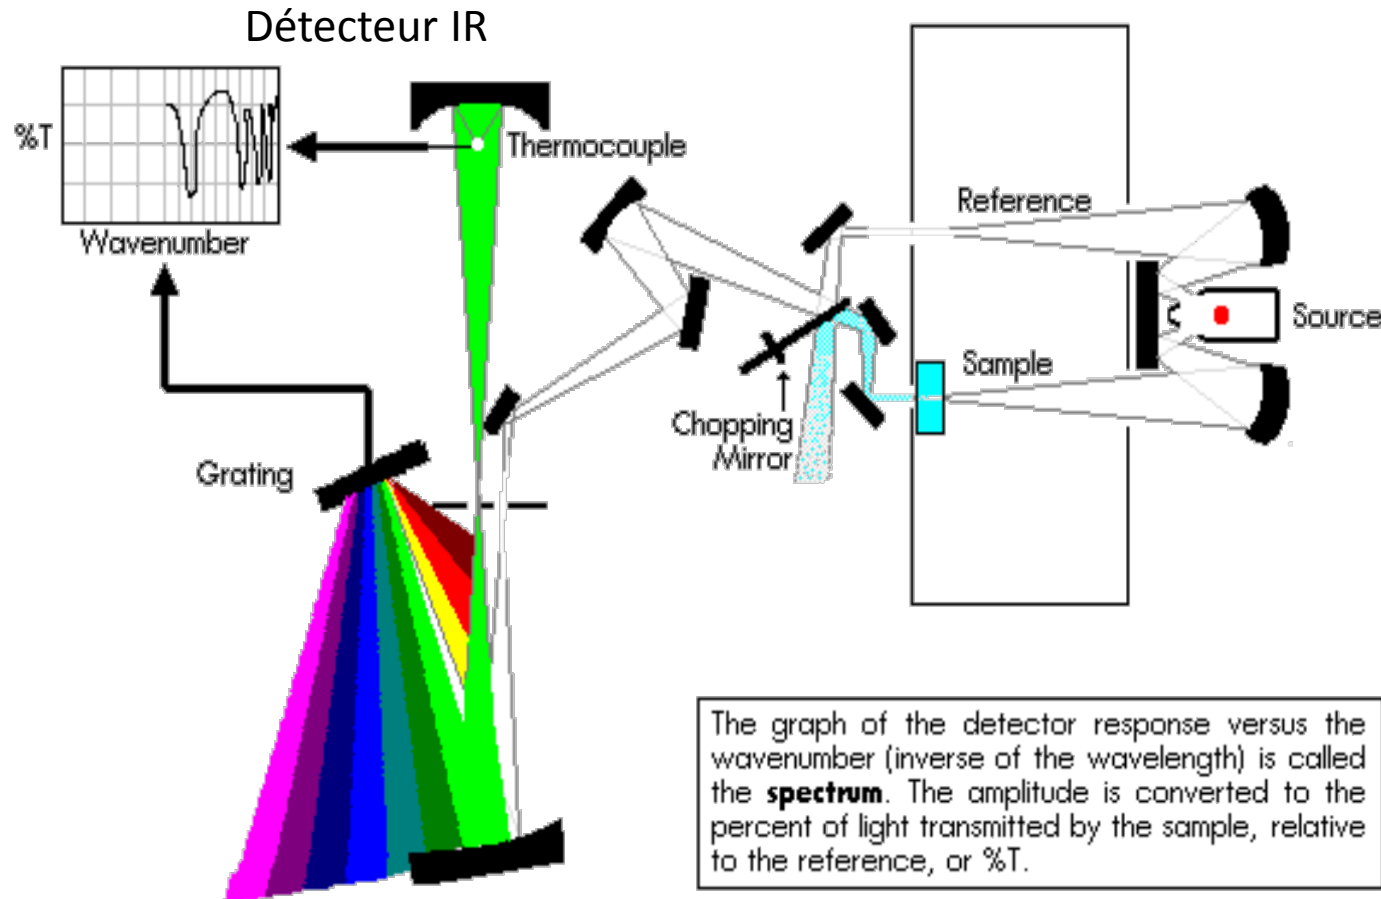 Détecteur IR
%T
Thermocouple
Wavenumber
Reference
Source
Sample
Chopping
Mirror
Grating
The graph of the detector response versus the
wavenumber (inverse of the wavelength) is called
the spectrum. The amplitude is converted to the
percent of light transmitted by the sample, relative
to the reference, or %T.